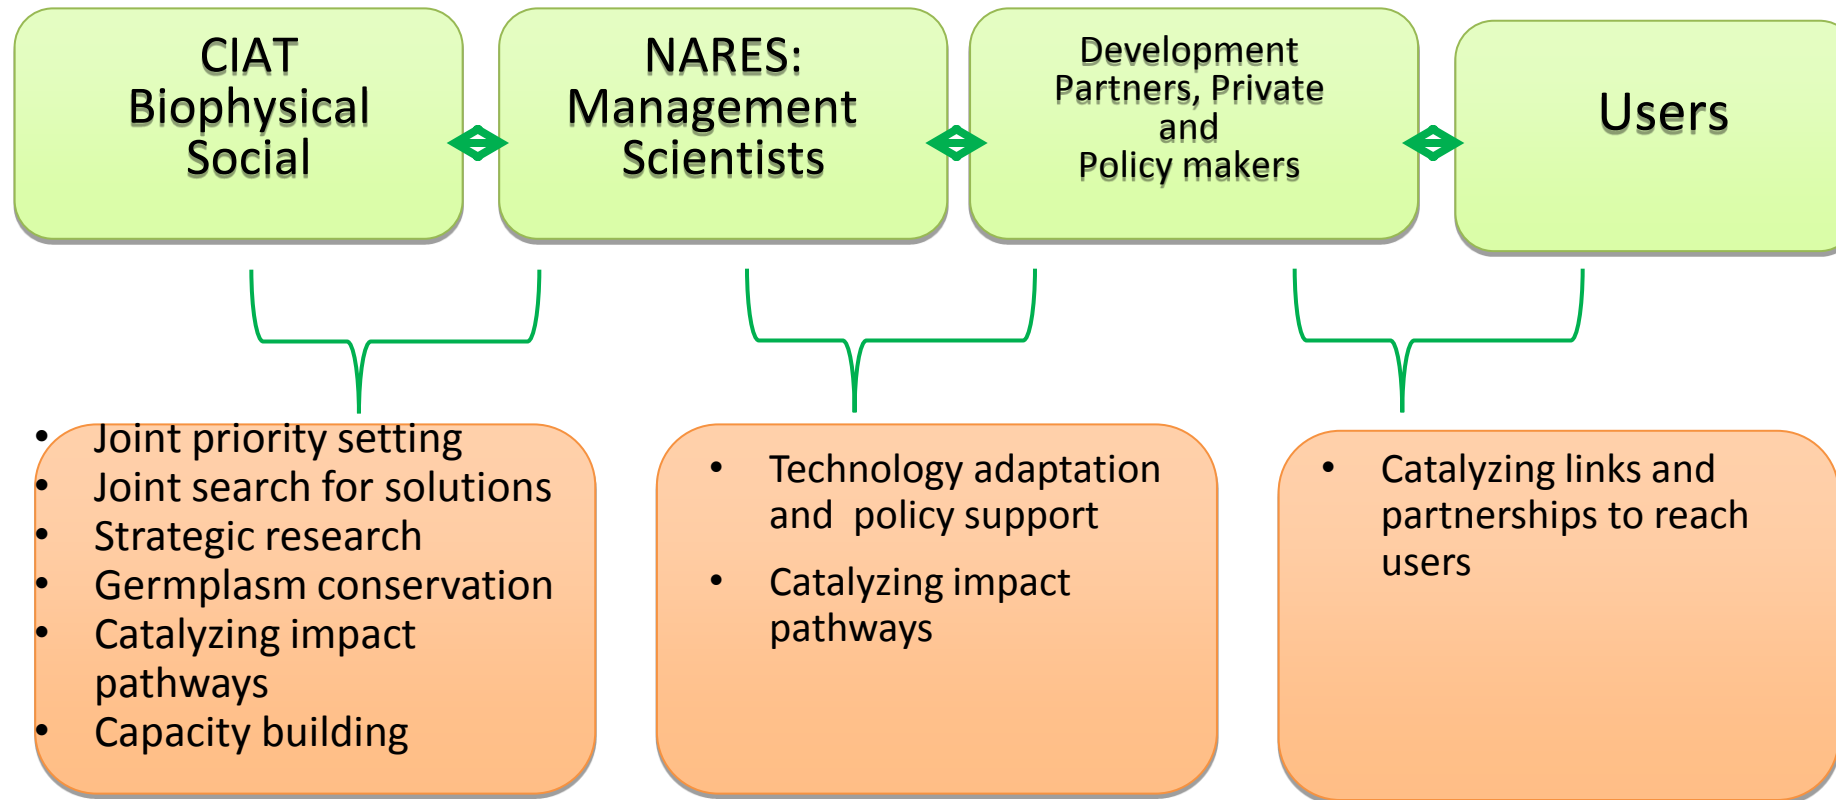 CIAT
Biophysical
Social
NARES:
Management
Scientists
Development
Partners, Private
and
Policy makers
Users
• Joint priority setting
• Joint search for solutions
• Strategic research
• Germplasm conservation
• Catalyzing impact
pathways
• Capacity building
• Technology adaptation
and policy support
• Catalyzing impact
pathways
• Catalyzing links and
partnerships to reach
users